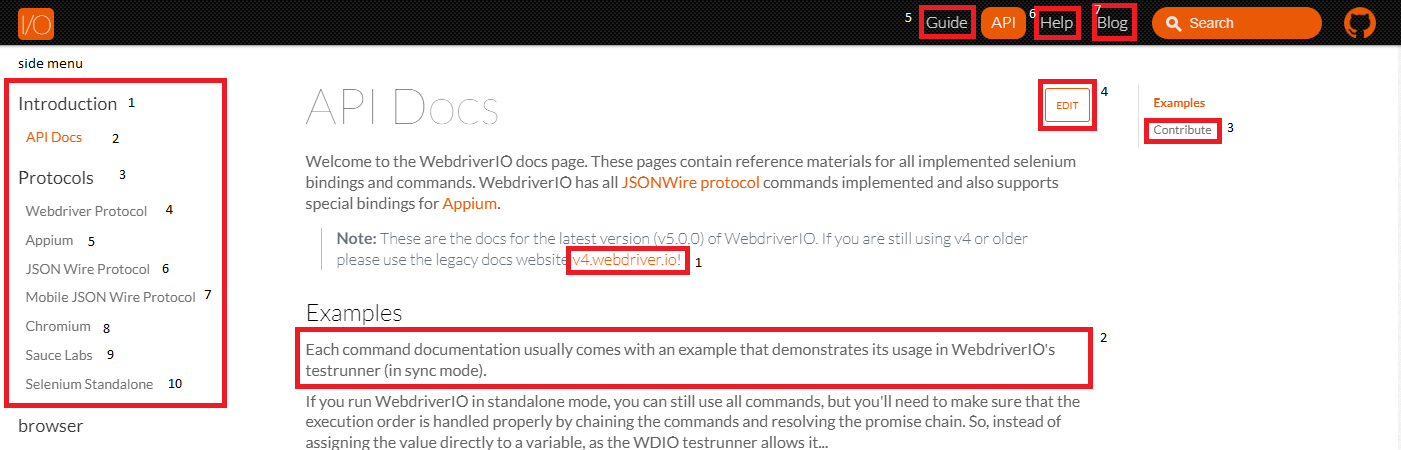 I/O
5 Guide API 6 Help 7 Blog Search
side menu
Introduction 1
API Docs 2
Protocols 3
Webdriver Protocol 4
Appium 5
JSON Wire Protocol 6
Mobile JSON Wire Protocol 7
Chromium 8
Sauce Labs 9
Selenium Standalone 10
browser
API Docs
EDIT 4
Welcome to the WebdriverIO docs page. These pages contain reference materials for all implemented selenium
bindings and commands. WebdriverIO has all JSONWire protocol commands implemented and also supports
special bindings for Appium.
Note: These are the docs for the latest version (v5.0.0) of WebdriverIO. If you are still using v4 or older
please use the legacy docs website v4.webdriver.io! 1
Examples
Each command documentation usually comes with an example that demonstrates its usage in WebdriverIO's 2
testrunner (in sync mode).
If you run WebdriverIO in standalone mode, you can still use all commands, but you'll need to make sure that the
execution order is handled properly by chaining the commands and resolving the promise chain. So, instead of
assigning the value directly to a variable, as the WDIO testrunner allows it...
Examples
Contribute 3